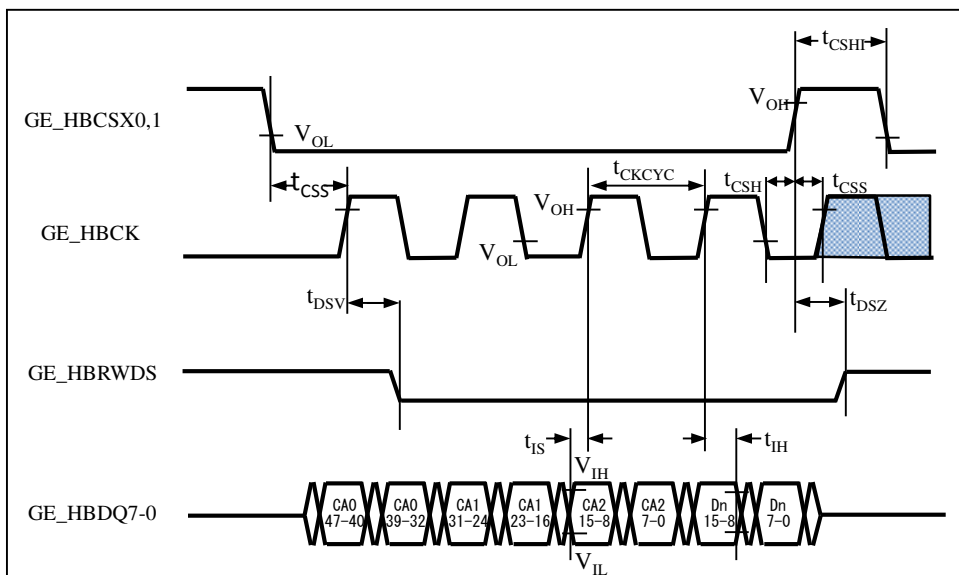 tCSHI
GE_HBCSX0,1
VOL
VOH
tCSS
tCKCYC
tCSH
tCSS
GE_HBCK
VOH
VOL
tDSV
tDSZ
GE_HBRWDS
tIS
VIH
tIH
GE_HBDQ7-0
CA0 CA0 CA1 CA1 CA2 CA2 Dn Dn
47-40 39-32 31-24 23-16 15-8 7-0 15-8 7-0
VIL